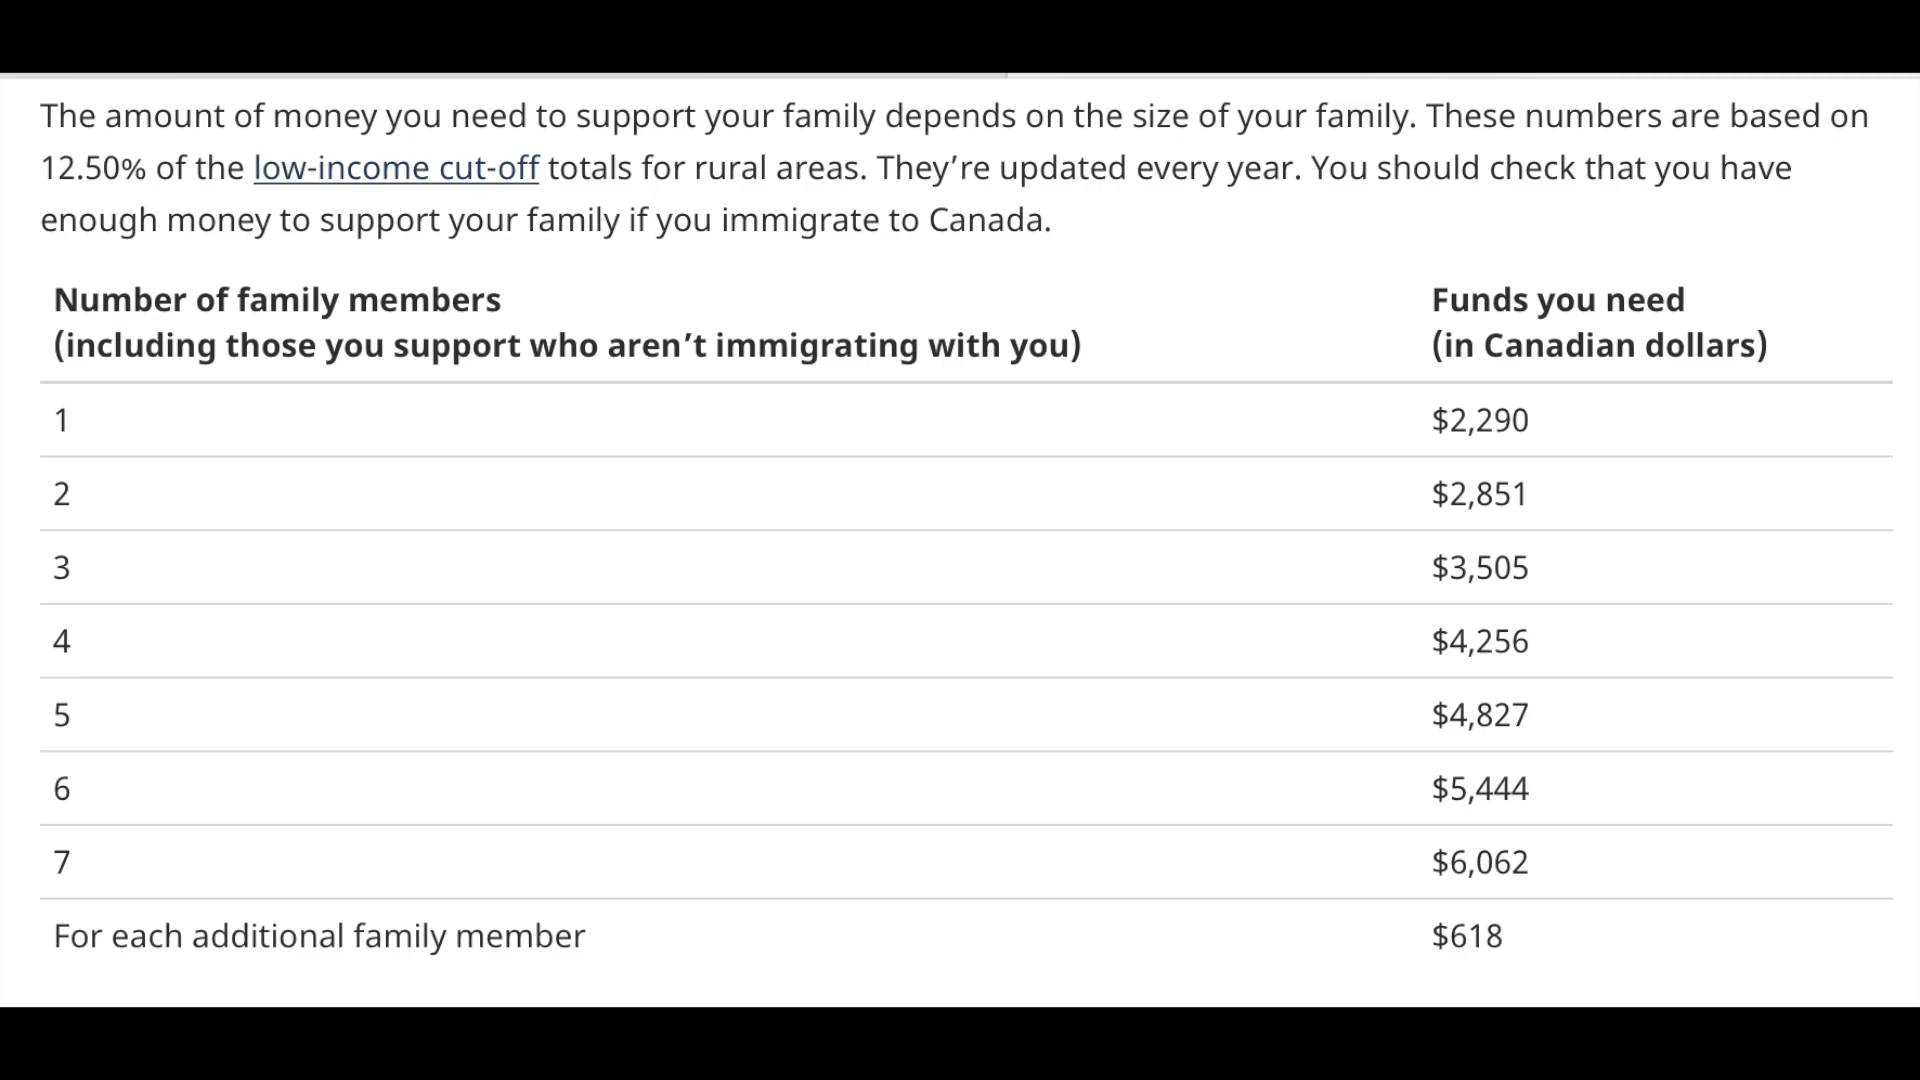 The amount of money you need to support your family depends on the size of your family. These numbers are based on
12.50% of the low-income cut-off totals for rural areas. They’re updated every year. You should check that you have
enough money to support your family if you immigrate to Canada.
Number of family members
(including those you support who aren’t immigrating with you)
Funds you need
(in Canadian dollars)
1 $2,290
2 $2,851
3 $3,505
4 $4,256
5 $4,827
6 $5,444
7 $6,062
For each additional family member $618